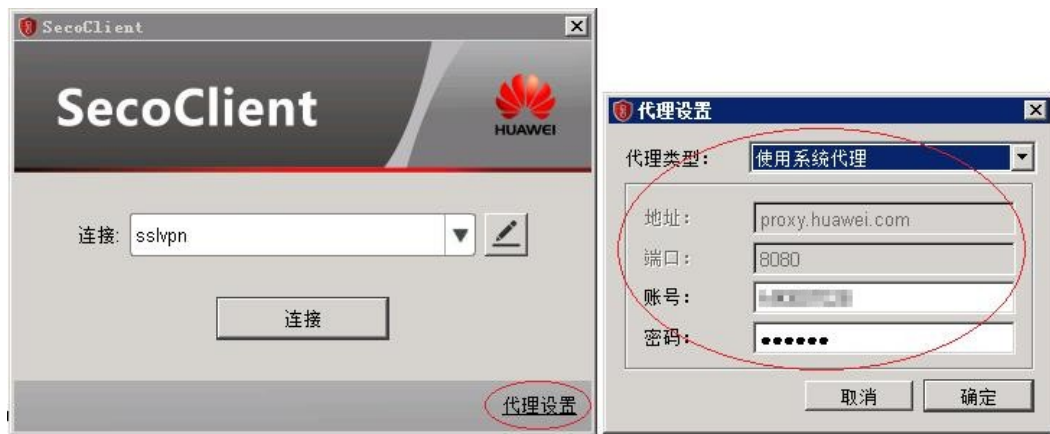 SecoClient
SecoClient
HUAWEI
连接: sslvpn
连接
代理设置
代理设置
代理类型: 使用系统代理
地址: proxy.huawei.com
端口: 8080
账号:
密码: ●●●●●●
取消 确定